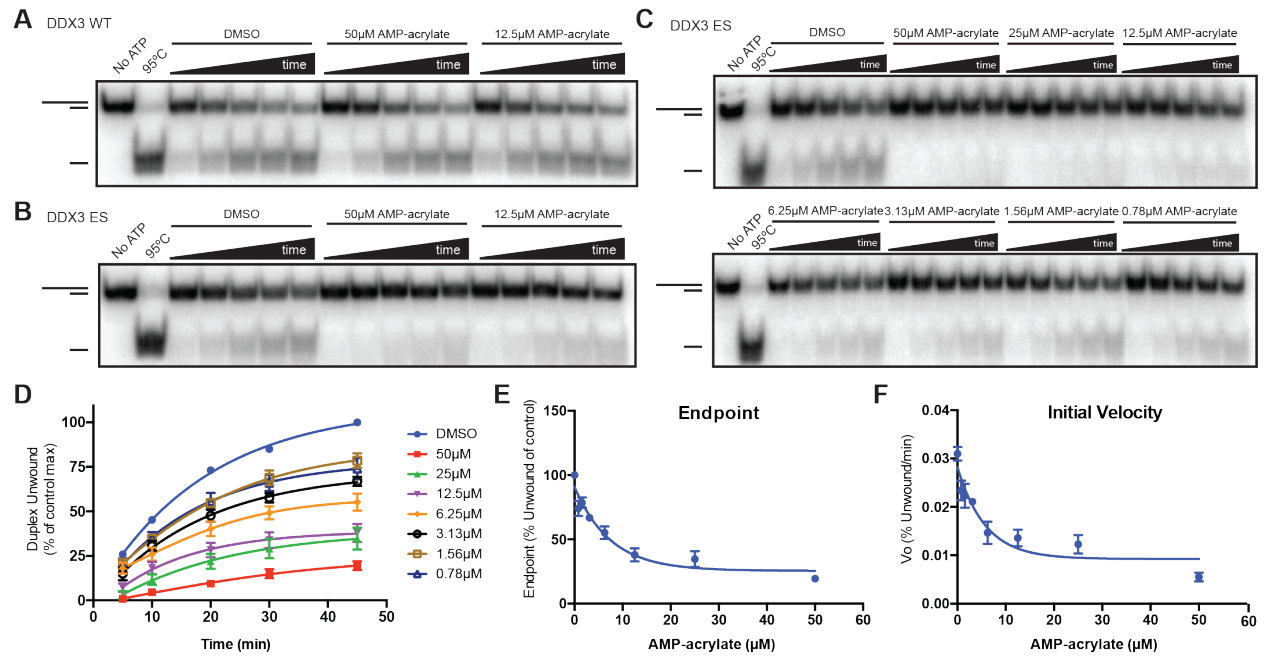 A
DDX3 WT
No ATP
95ºC
DMSO
50µM AMP-acrylate
12.5µM AMP-acrylate
time
time
time
B
DDX3 ES
No ATP
95ºC
DMSO
50µM AMP-acrylate
12.5µM AMP-acrylate
time
time
time
C
DDX3 ES
No ATP
95ºC
DMSO
50µM AMP-acrylate
25µM AMP-acrylate
12.5µM AMP-acrylate
time
time
time
time
No ATP
95ºC
6.25µM AMP-acrylate
3.13µM AMP-acrylate
1.56µM AMP-acrylate
0.78µM AMP-acrylate
time
time
time
time
D
Duplex Unwound
(% of control max)
100
75
50
25
0
0
10
20
30
40
50
Time (min)
DMSO
50µM
25µM
12.5µM
6.25µM
3.13µM
1.56µM
0.78µM
E
Endpoint
Endpoint (% Unwound of control)
150
100
50
0
0
10
20
30
40
50
60
AMP-acrylate (µM)
F
Initial Velocity
Vo (% Unwound/min)
0.04
0.03
0.02
0.01
0.00
0
10
20
30
40
50
60
AMP-acrylate (µM)